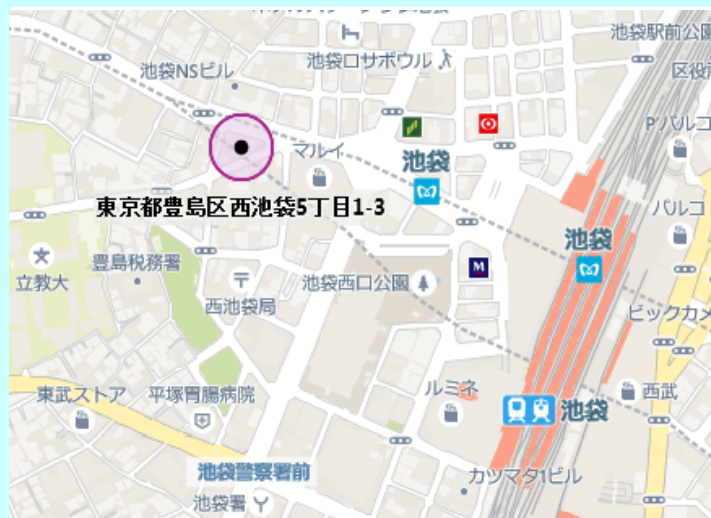 池袋駅前公園
池袋ロサボウル
区役所
池袋NSビル
P'パルコ
マルイ
池袋
東京都豊島区西池袋5丁目1-3
パルコ
池袋
立教大
豊島税務署
西池袋局
池袋西口公園
M
ビックカメ
東武ストア
平塚胃腸病院
ルミネ
西武
池袋
池袋警察署前
カツマタ1ビル
池袋署